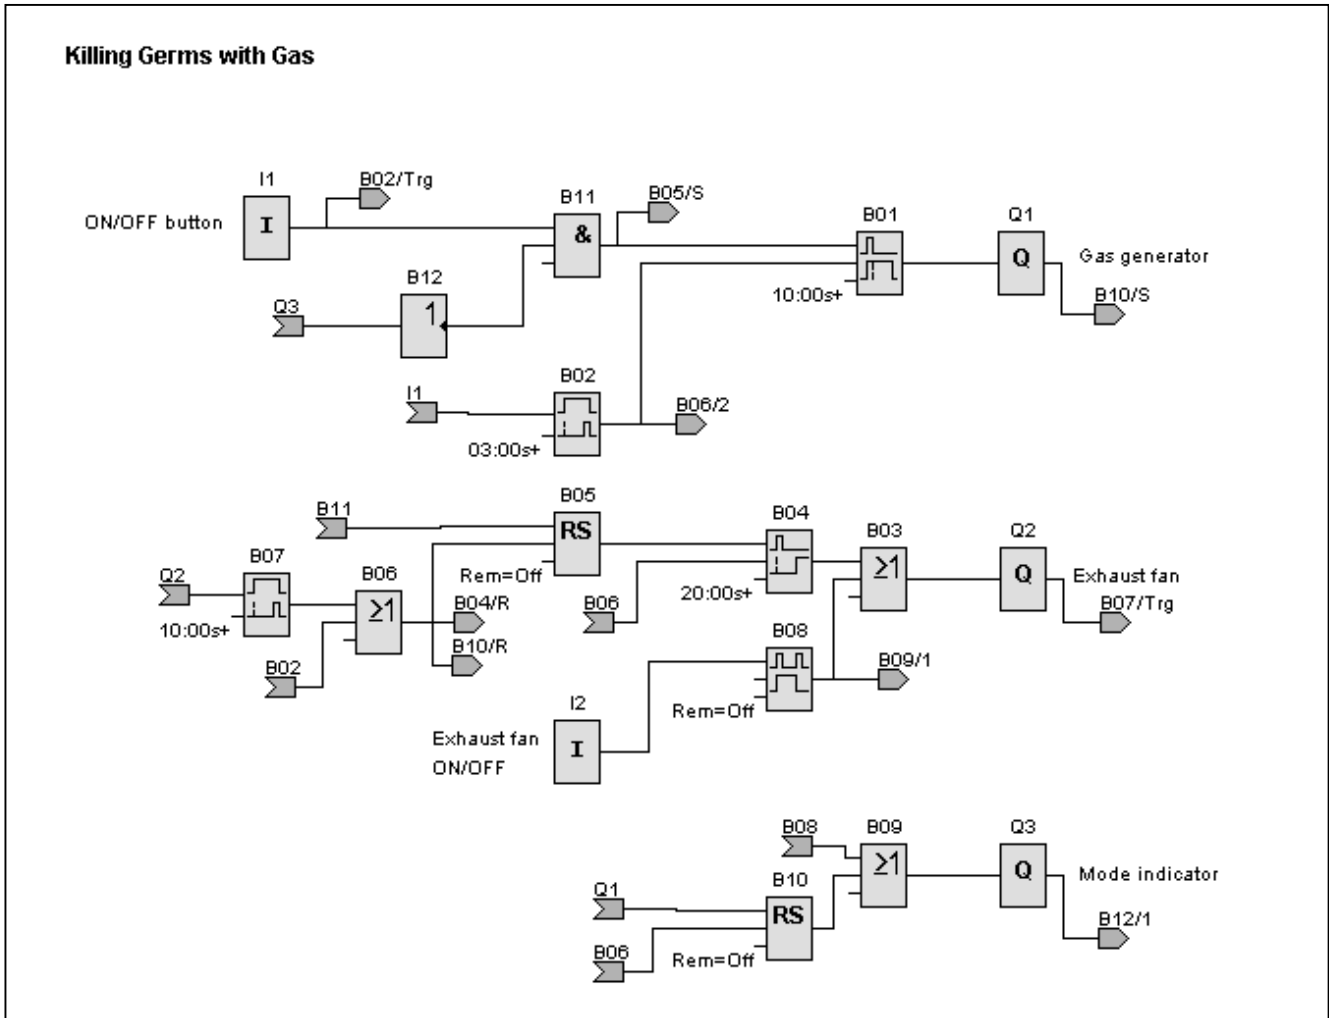 Killing Germs with Gas
I1
B02/Trg
B11
B05/S
B01
Q1
ON/OFF button
I
&
Q
Gas generator
B12
10:00s+
B10/S
Q3
1
B02
I1
B06/2
03:00s+
B05
B11
B04
B03
Q2
B07
RS
Q2
B06
Rem=Off
≥1
Q
Exhaust fan
20:00s+
B07/Trg
10:00s+
≥1
B04/R
B06
B10/R
B08
B02
B09/1
I2
Rem=Off
Exhaust fan
ON/OFF
I
B08
B09
Q3
≥1
Q
Mode indicator
B10
Q1
RS
B12/1
B06
Rem=Off